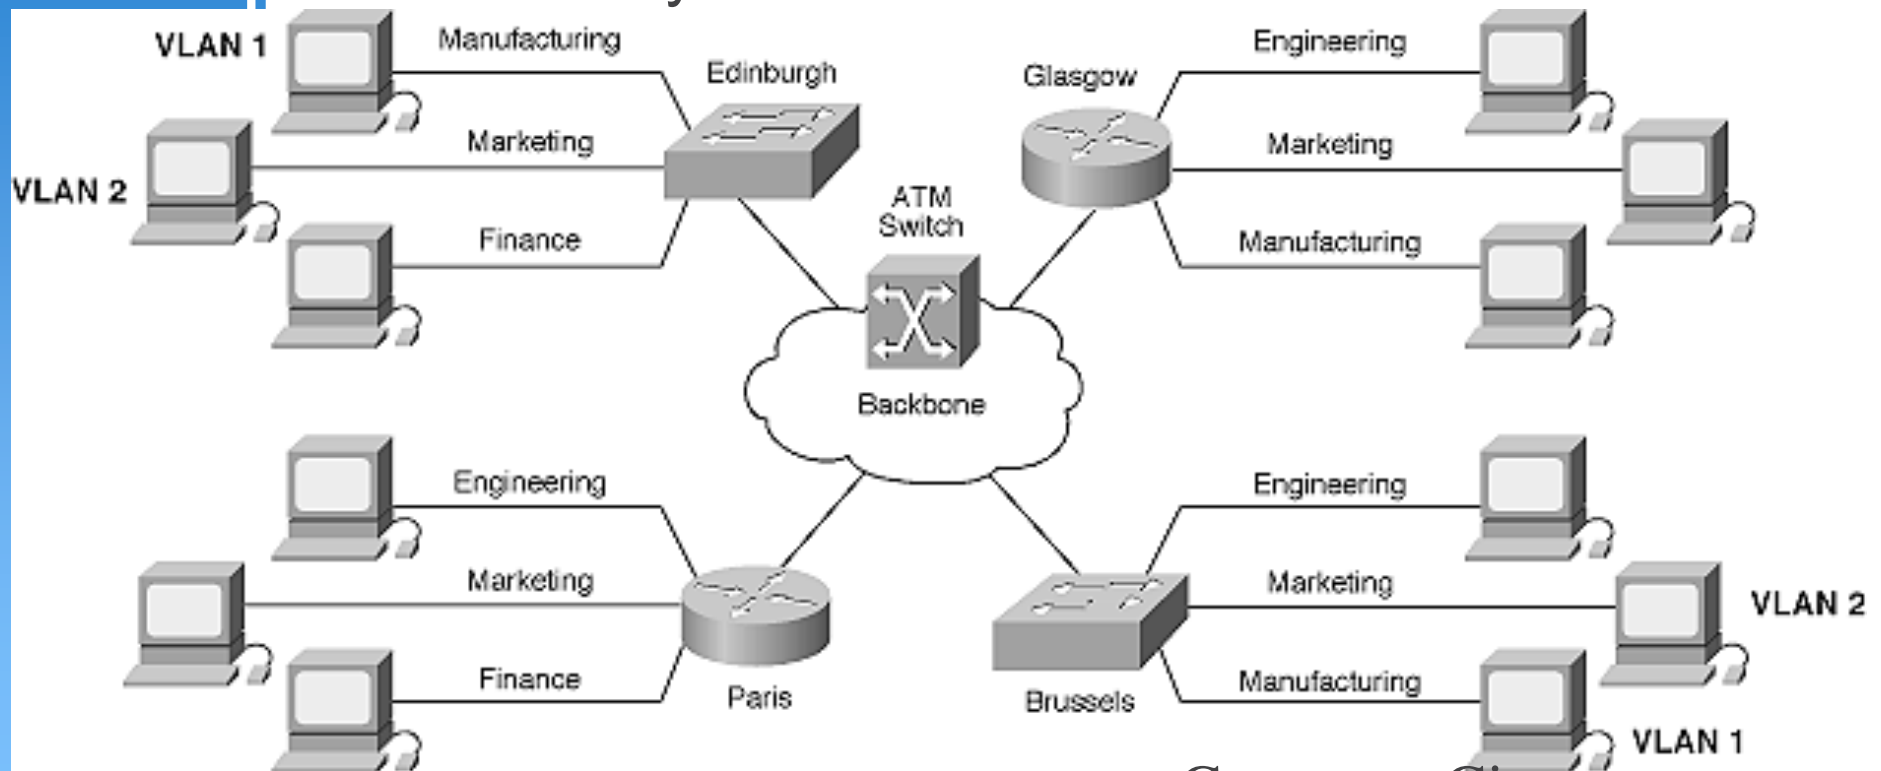 VLAN 1
Manufacturing
Edinburgh
Marketing
VLAN 2
Finance
Glasgow
Engineering
Marketing
Manufacturing
ATM
Switch
Backbone
Engineering
Marketing
Finance
Paris
Engineering
Marketing
VLAN 2
Brussels
Manufacturing
VLAN 1